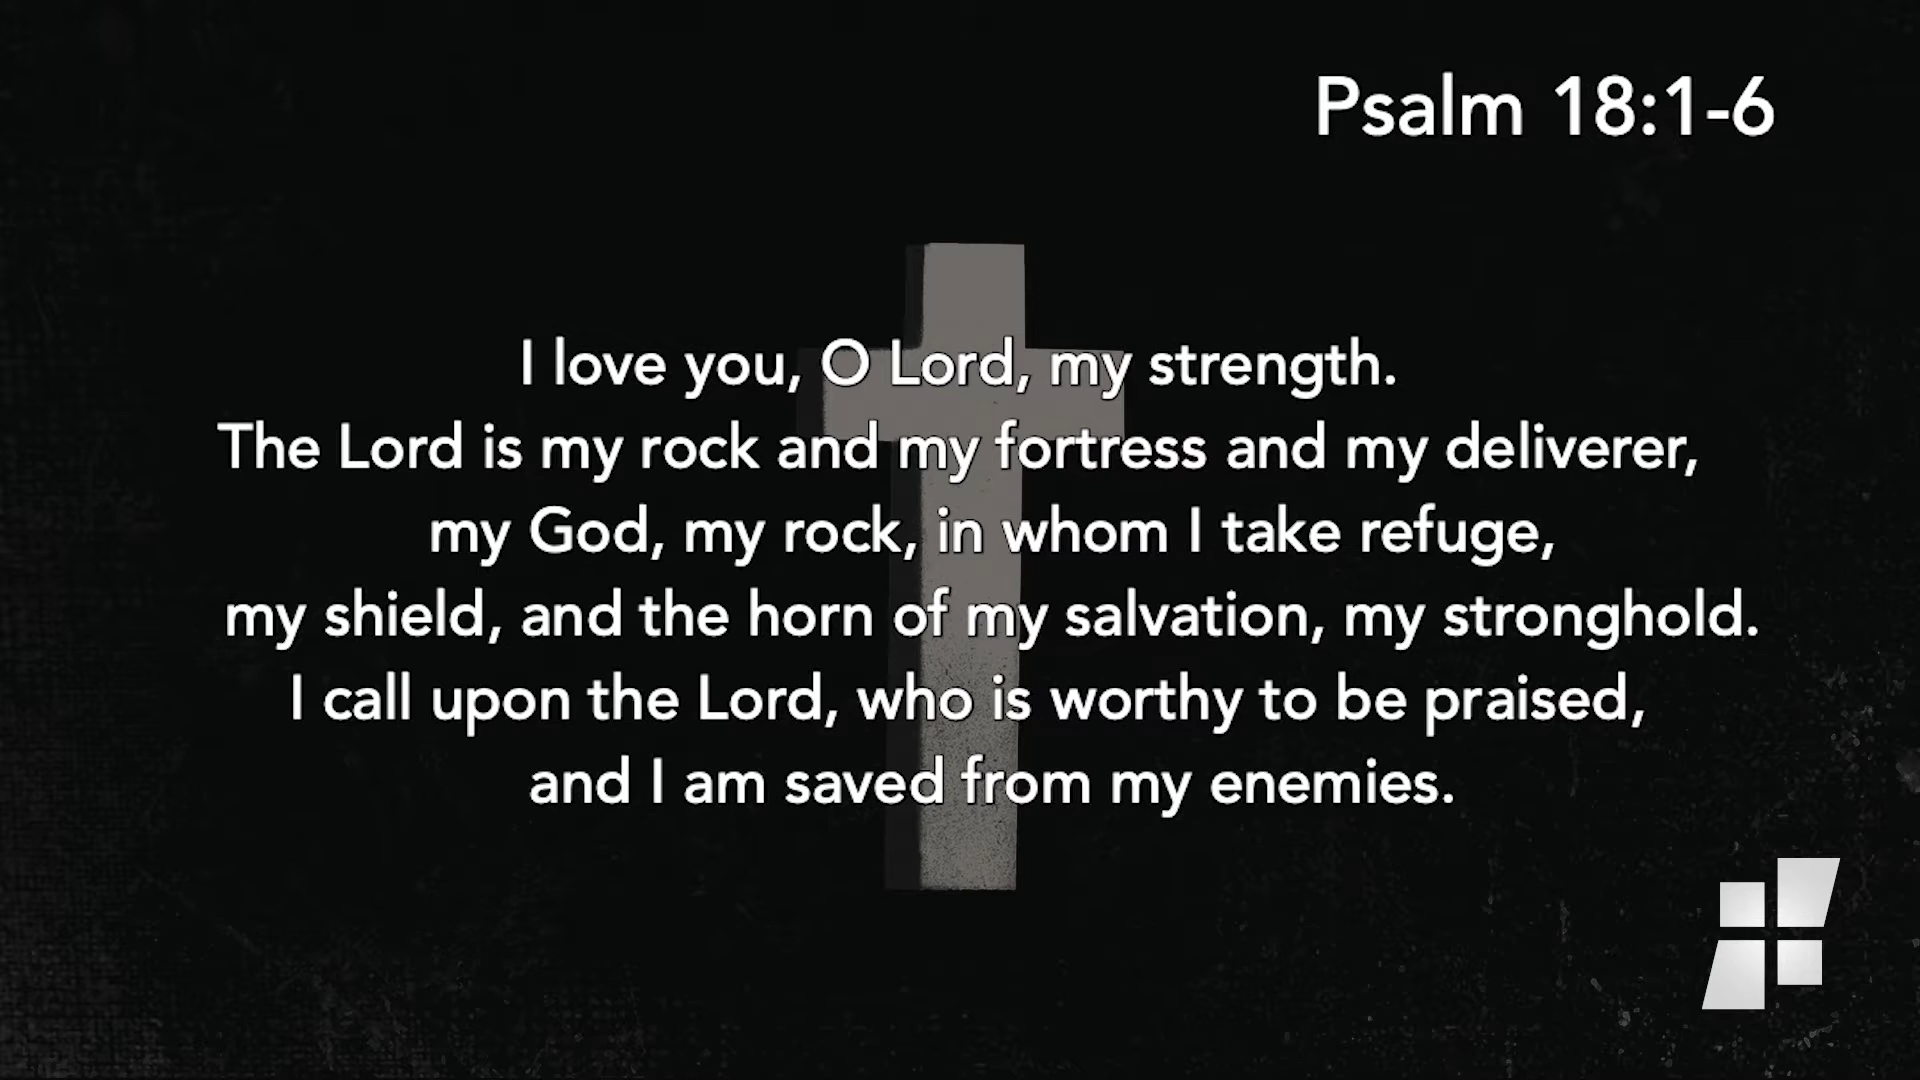 Psalm 18:1-6
I love you, O Lord, my strength.
The Lord is my rock and my fortress and my deliverer,
my God, my rock, in whom I take refuge,
my shield, and the horn of my salvation, my stronghold.
I call upon the Lord, who is worthy to be praised,
and I am saved from my enemies.